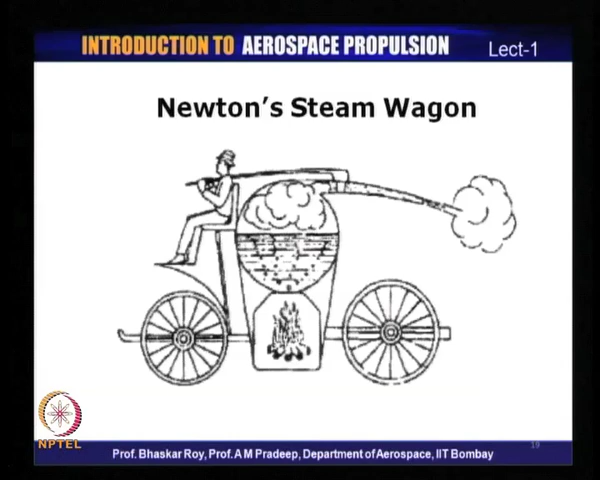 INTRODUCTION TO AEROSPACE PROPULSION Lect-1
Newton's Steam Wagon
NPTEL
19
Prof. Bhaskar Roy, Prof. A M Pradeep, Department of Aerospace, IIT Bombay